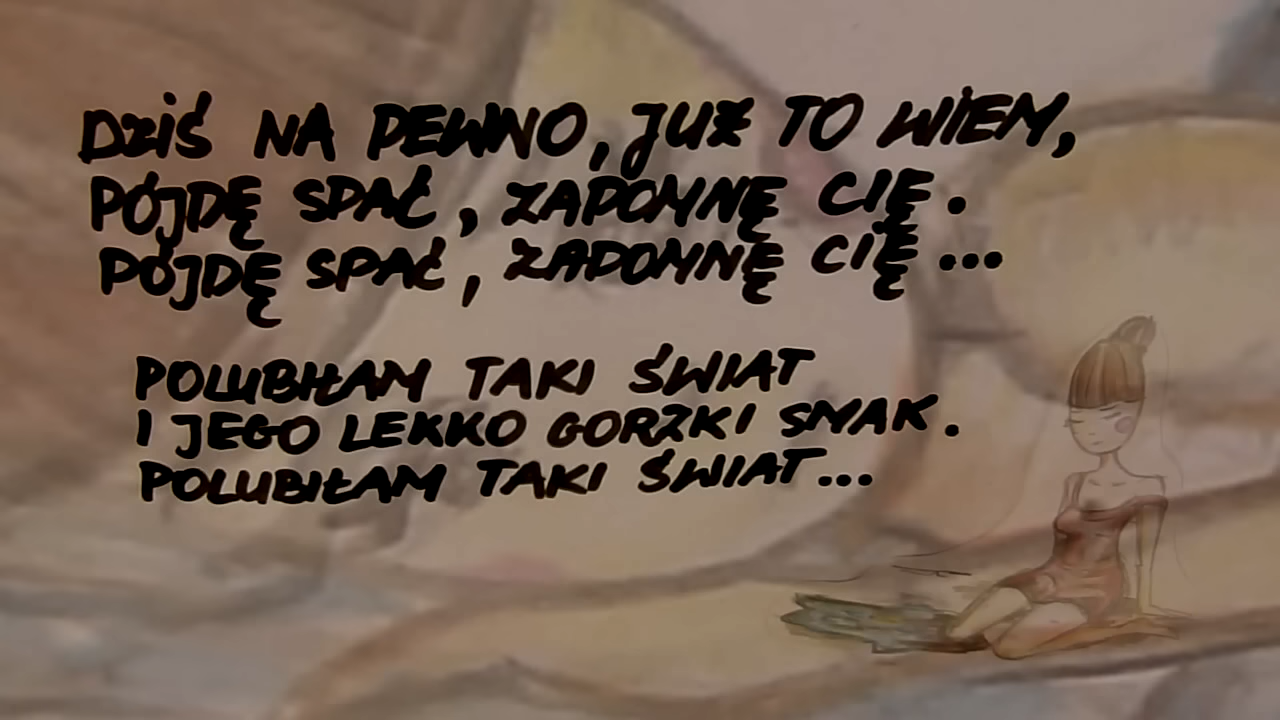 DZIŚ NA PEWNO, JUŻ TO WIEM,
PÓJDĘ SPAĆ, ZAPOMNĘ CIĘ.
PÓJDĘ SPAĆ, ZAPOMNĘ CIĘ...
POLUBIŁAM TAKI ŚWIAT
I JEGO LEKKO GORZKI SMAK.
POLUBIŁAM TAKI ŚWIAT...